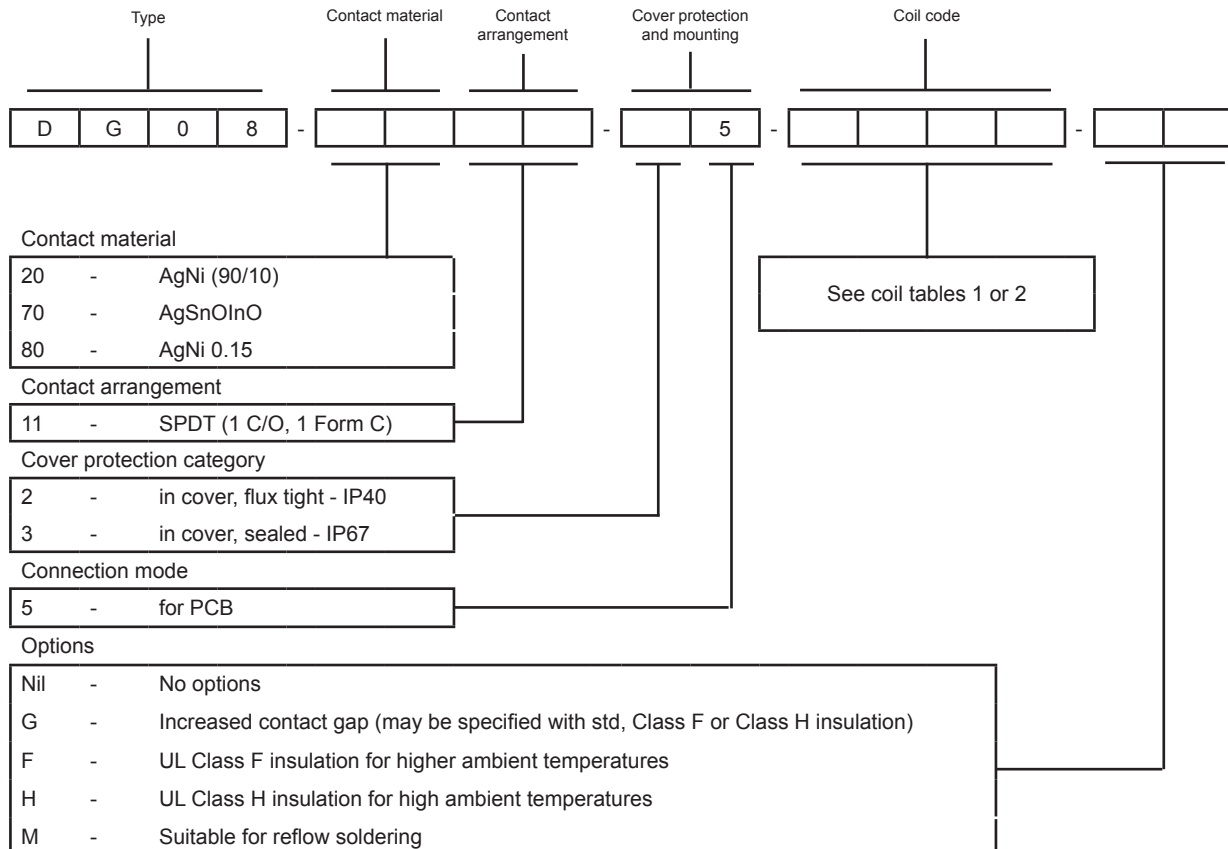 Type
Contact material
Contact
arrangement
Cover protection
and mounting
Coil code
D G 0 8 - - 5 - -
Contact material
20 - AgNi (90/10)
70 - AgSnOInO
80 - AgNi 0.15
See coil tables 1 or 2
Contact arrangement
11 - SPDT (1 C/O, 1 Form C)
Cover protection category
2 - in cover, flux tight - IP40
3 - in cover, sealed - IP67
Connection mode
5 - for PCB
Options
Nil - No options
G - Increased contact gap (may be specified with std, Class F or Class H insulation)
F - UL Class F insulation for higher ambient temperatures
H - UL Class H insulation for high ambient temperatures
M - Suitable for reflow soldering